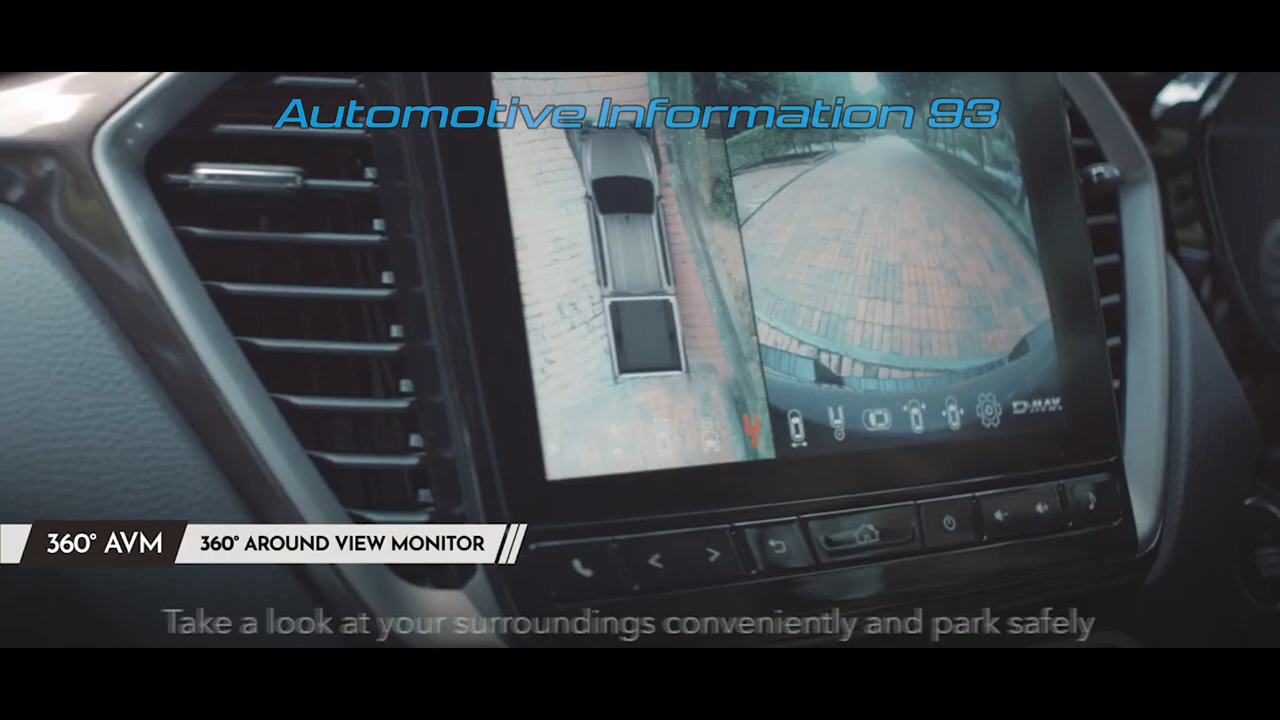 Automotive Information 93
D-MAX
360° AVM
360° AROUND VIEW MONITOR
Take a look at your surroundings conveniently and park safely